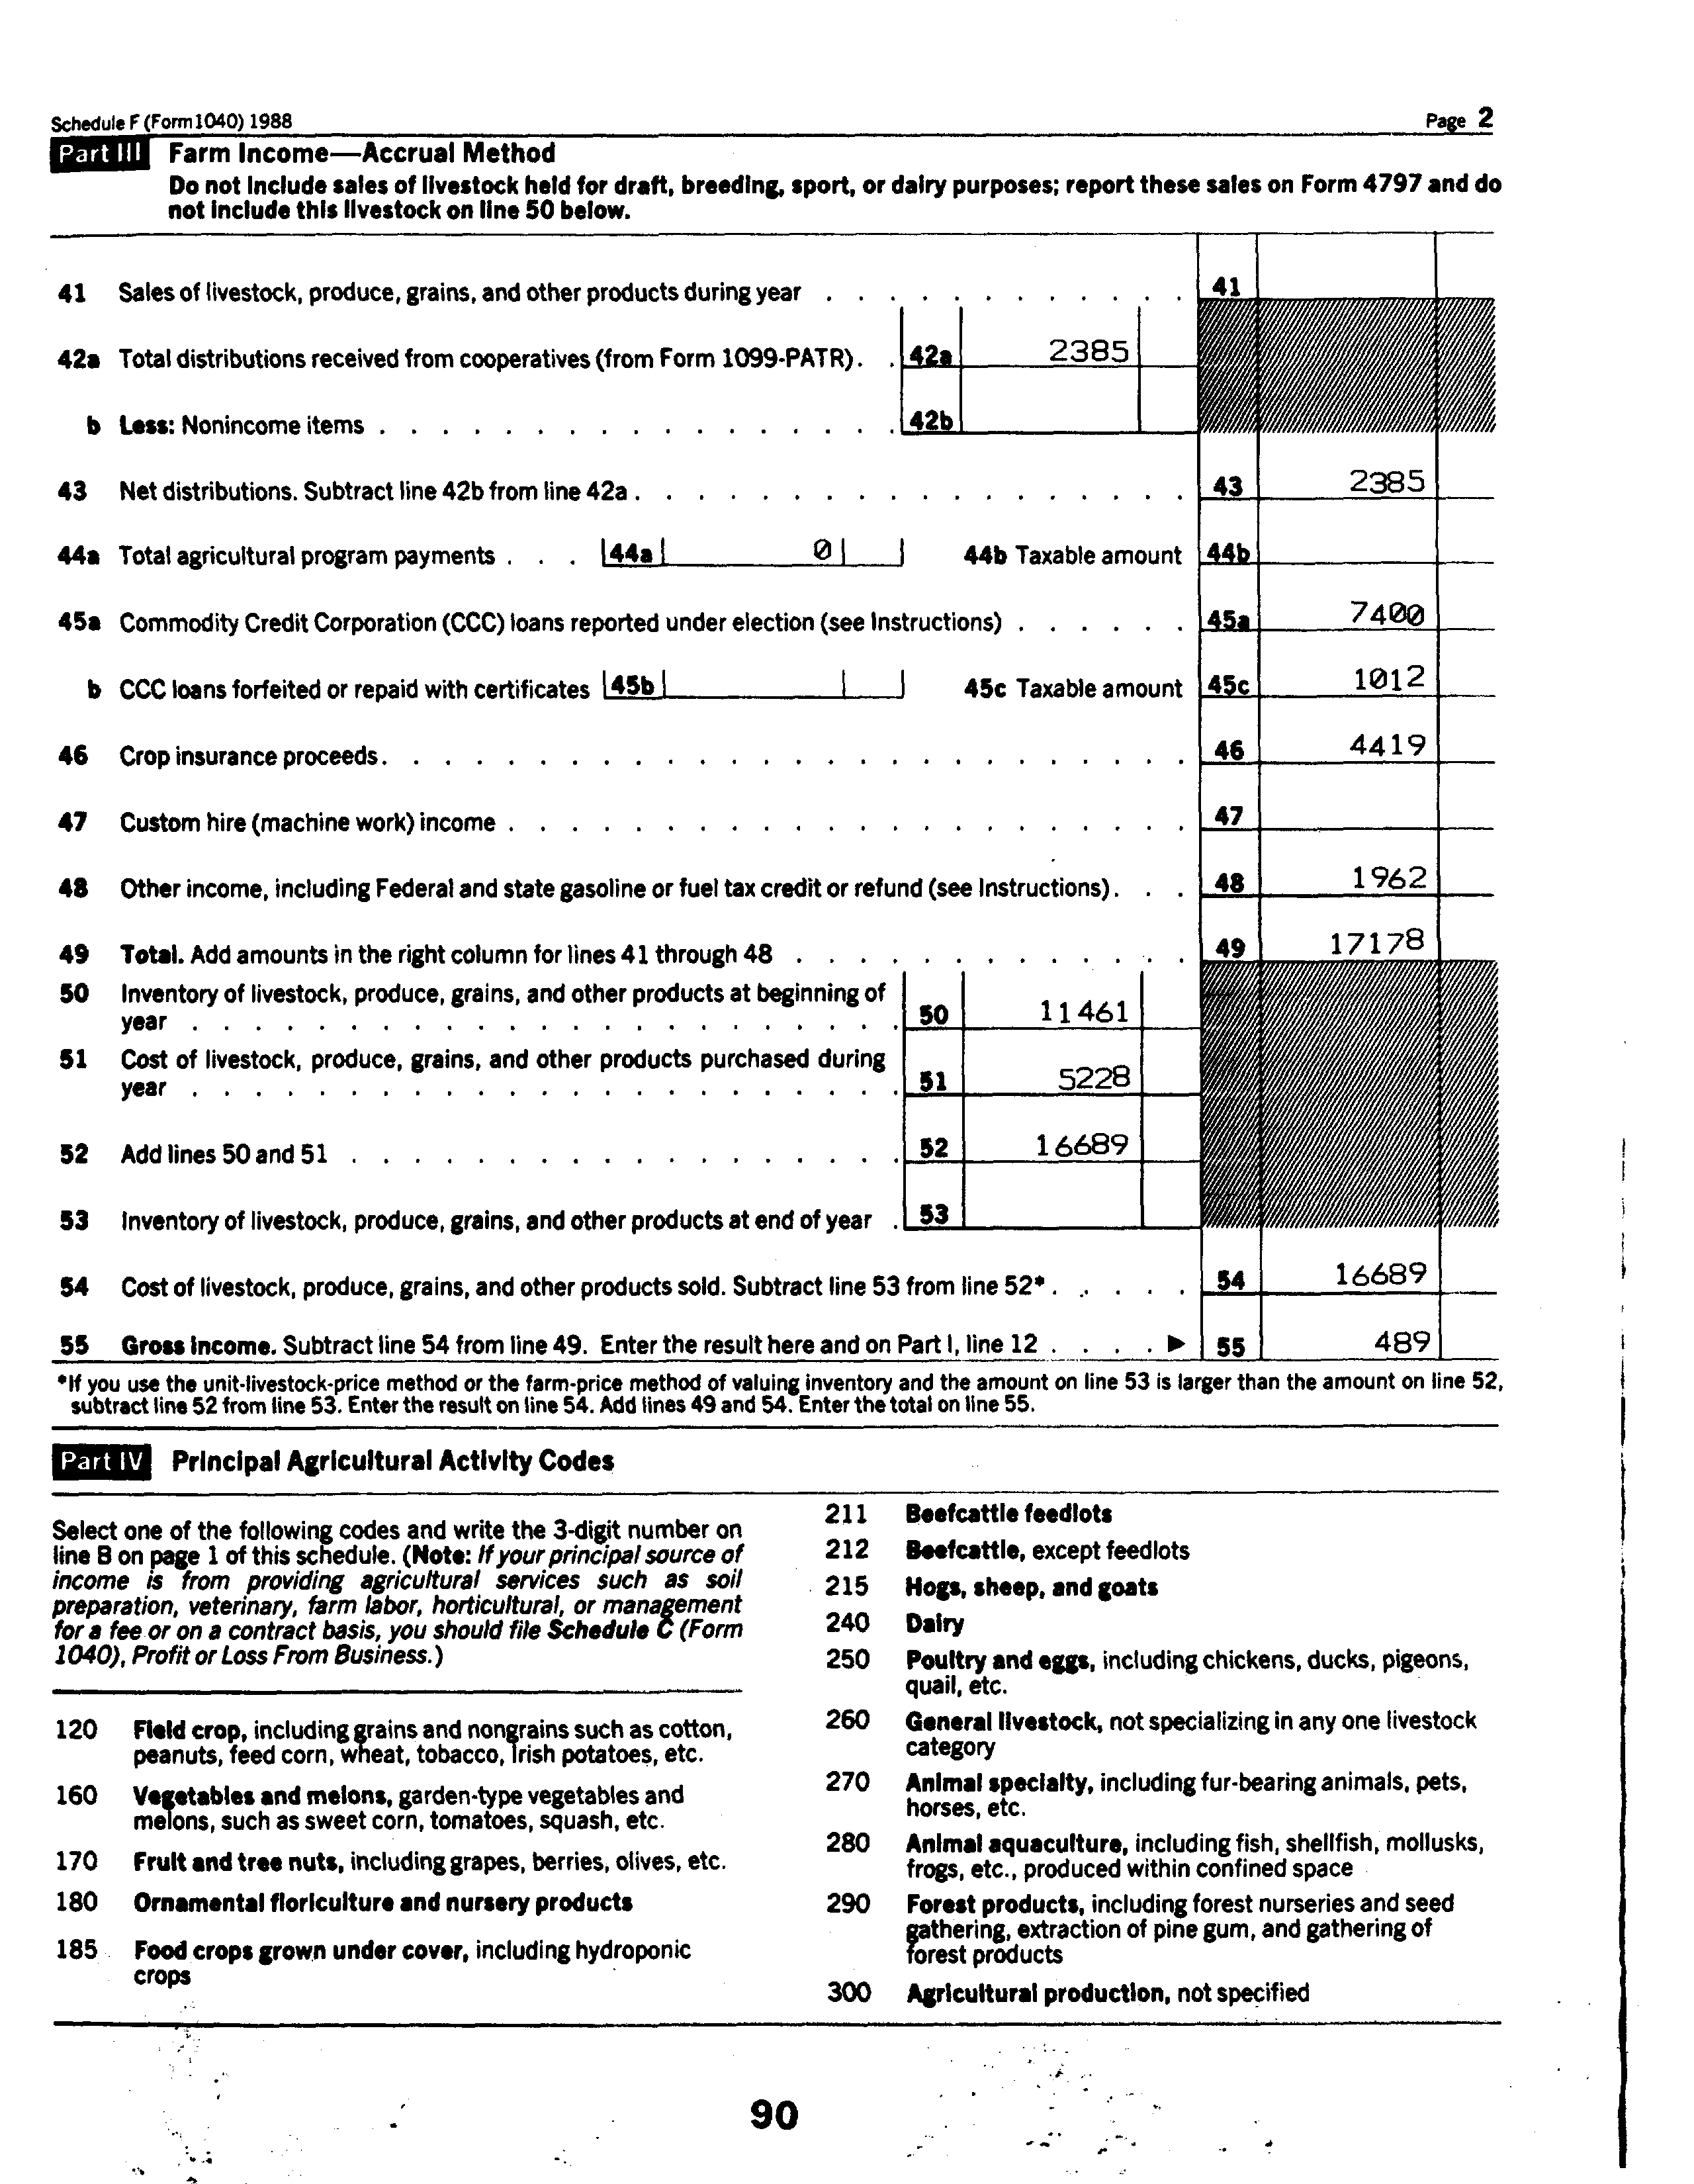 Schedule F (Form 1040) 1988 Page 2
Part III Farm Income—Accrual Method
Do not include sales of livestock held for draft, breeding, sport, or dairy purposes; report these sales on Form 4797 and do
not include this livestock on line 50 below.
41 Sales of livestock, produce, grains, and other products during year . . . . . . . . . . . . 41
42a Total distributions received from cooperatives (from Form 1099-PATR). . 42a 2385
b Less: Nonincome items . . . . . . . . . . . . . . . . . 42b
43 Net distributions. Subtract line 42b from line 42a . . . . . . . . . . . . . . . . . . 43 2385
44a Total agricultural program payments . . . 44a 0 44b Taxable amount 44b
45a Commodity Credit Corporation (CCC) loans reported under election (see Instructions) . . . . . . 45a 7400
b CCC loans forfeited or repaid with certificates 45b 45c Taxable amount 45c 1012
46 Crop insurance proceeds. . . . . . . . . . . . . . . . . . . . . . . . . . 46 4419
47 Custom hire (machine work) income . . . . . . . . . . . . . . . . . . . . . . 47
48 Other income, including Federal and state gasoline or fuel tax credit or refund (see Instructions). . . 48 1962
49 Total. Add amounts in the right column for lines 41 through 48 . . . . . . . . . . . . . 49 17178
50 Inventory of livestock, produce, grains, and other products at beginning of
year . . . . . . . . . . . . . . . . . . . . . . . 50 11461
51 Cost of livestock, produce, grains, and other products purchased during
year . . . . . . . . . . . . . . . . . . . . . . . 51 5228
52 Add lines 50 and 51 . . . . . . . . . . . . . . . . . . 52 16689
53 Inventory of livestock, produce, grains, and other products at end of year . 53
54 Cost of livestock, produce, grains, and other products sold. Subtract line 53 from line 52* . . . . . 54 16689
55 Gross income. Subtract line 54 from line 49. Enter the result here and on Part I, line 12 . . . . ▶ 55 489
*If you use the unit-livestock-price method or the farm-price method of valuing inventory and the amount on line 53 is larger than the amount on line 52,
subtract line 52 from line 53. Enter the result on line 54. Add lines 49 and 54. Enter the total on line 55.
Part IV Principal Agricultural Activity Codes
Select one of the following codes and write the 3-digit number on
line B on page 1 of this schedule. (Note: If your principal source of
income is from providing agricultural services such as soil
preparation, veterinary, farm labor, horticultural, or management
for a fee or on a contract basis, you should file Schedule C (Form
1040), Profit or Loss From Business.)
120 Field crop, including grains and nongrains such as cotton,
peanuts, feed corn, wheat, tobacco, Irish potatoes, etc.
160 Vegetables and melons, garden-type vegetables and
melons, such as sweet corn, tomatoes, squash, etc.
170 Fruit and tree nuts, including grapes, berries, olives, etc.
180 Ornamental floriculture and nursery products
185 Food crops grown under cover, including hydroponic
crops
211 Beefcattle feedlots
212 Beefcattle, except feedlots
215 Hogs, sheep, and goats
240 Dairy
250 Poultry and eggs, including chickens, ducks, pigeons,
quail, etc.
260 General livestock, not specializing in any one livestock
category
270 Animal specialty, including fur-bearing animals, pets,
horses, etc.
280 Animal aquaculture, including fish, shellfish, mollusks,
frogs, etc., produced within confined space
290 Forest products, including forest nurseries and seed
gathering, extraction of pine gum, and gathering of
forest products
300 Agricultural production, not specified
90